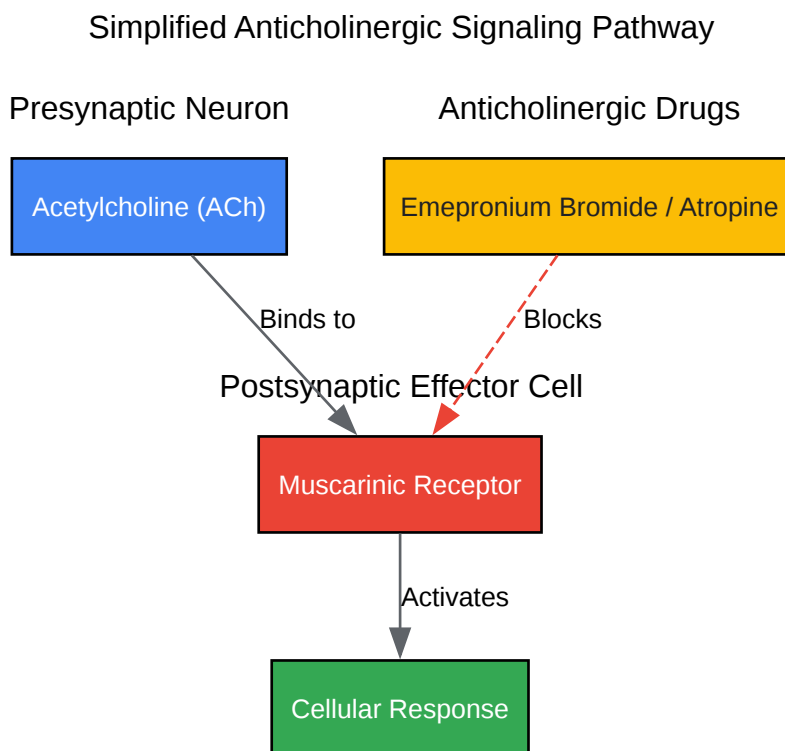 Simplified Anticholinergic Signaling Pathway
Presynaptic Neuron
Anticholinergic Drugs
Acetylcholine (ACh)
Emepronium Bromide / Atropine
Binds to
Blocks
Postsynaptic Effector Cell
Muscarinic Receptor
Activates
Cellular Response